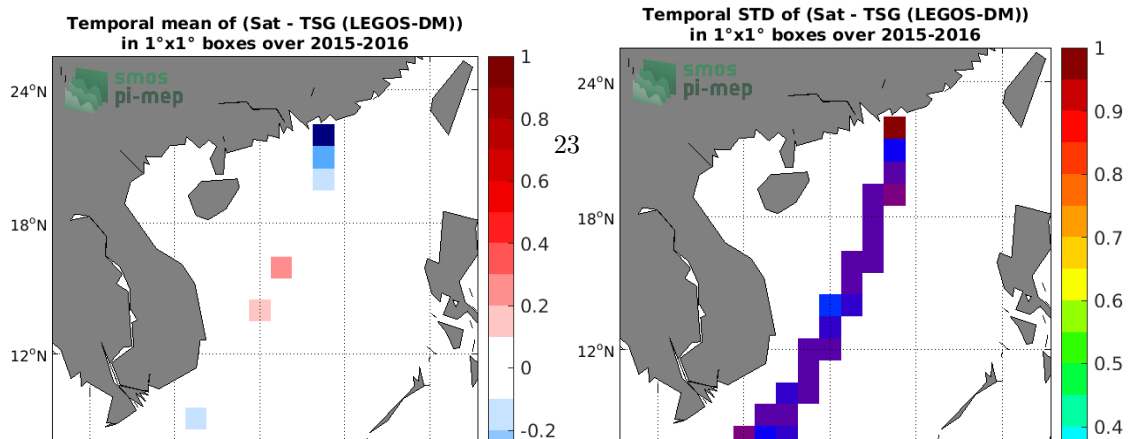 Temporal mean of (Sat - TSG (LEGOS-DM))
in 1°x1° boxes over 2015-2016
smos
pi-mep
24°N
18°N
12°N
1
0.8
0.6
0.4
0.2
0
-0.2
23
Temporal STD of (Sat - TSG (LEGOS-DM))
in 1°x1° boxes over 2015-2016
smos
pi-mep
24°N
18°N
12°N
1
0.9
0.8
0.7
0.6
0.5
0.4